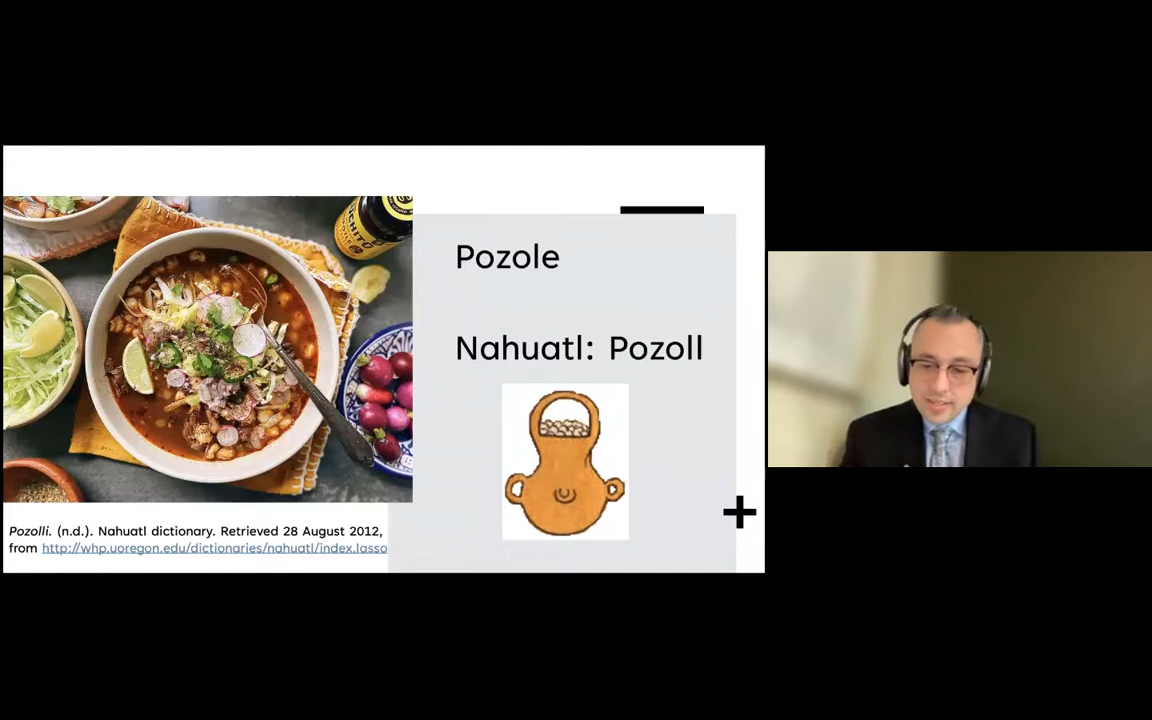 CHITO
Pozole
Nahuatl: Pozoll
Pozolli. (n.d.). Nahuatl dictionary. Retrieved 28 August 2012,
from http://whp.uoregon.edu/dictionaries/nahuatl/index.lasso